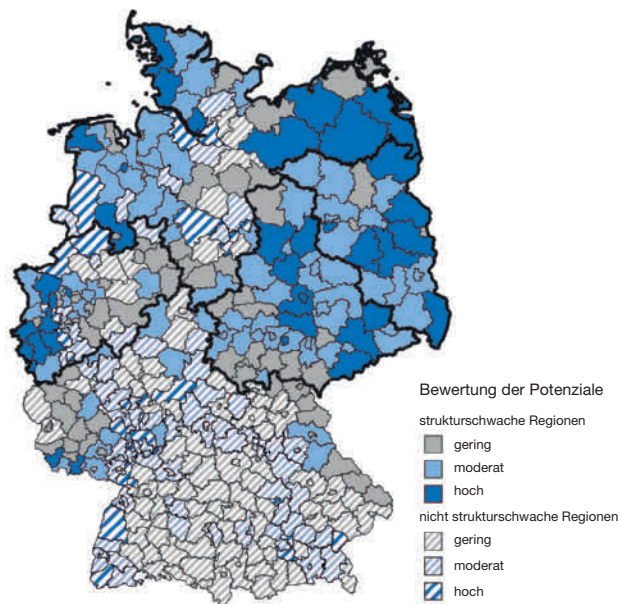 Bewertung der Potenziale
strukturschwache Regionen
gering
moderat
hoch
nicht strukturschwache Regionen
gering
moderat
hoch